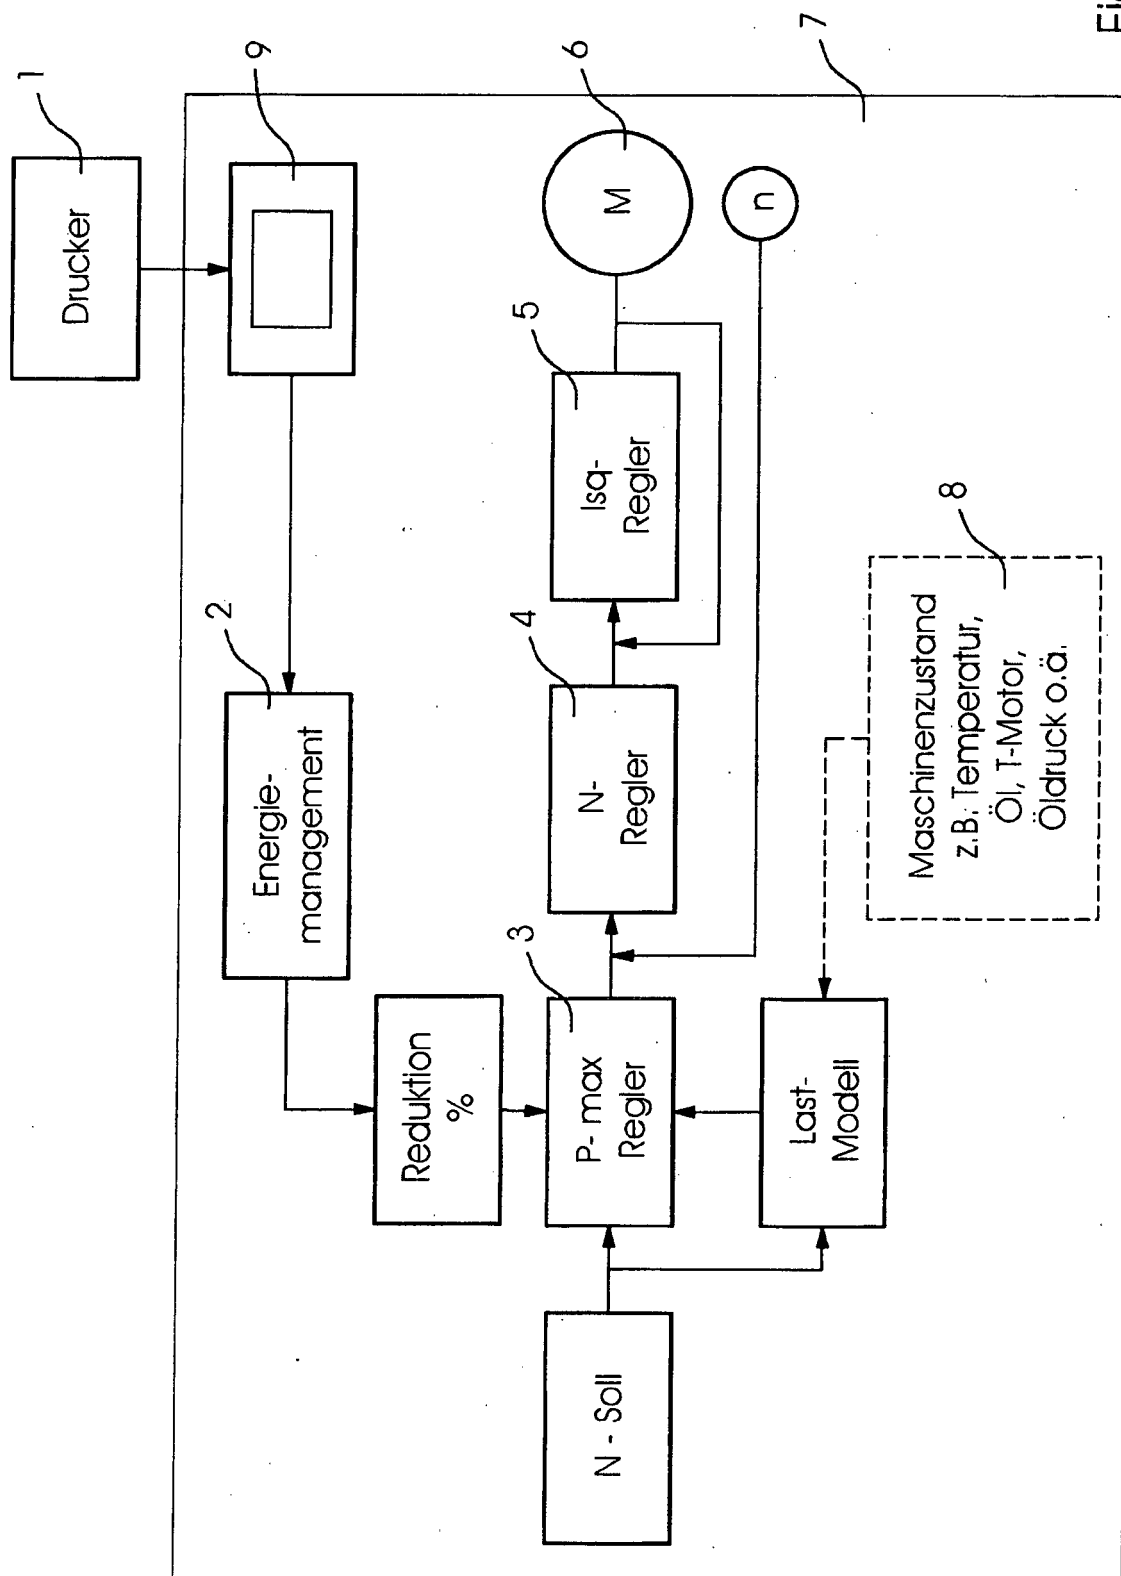 1
Drucker
9
2
Energie-
management
Reduktion
%
3
4
5
6
N - Soll
P- max
Regler
N-
Regler
Isq-
Regler
M
n
Last-
Modell
7
8
Maschinenzustand
z.B. Temperatur,
Öl, T-Motor,
Öldruck o.ä.